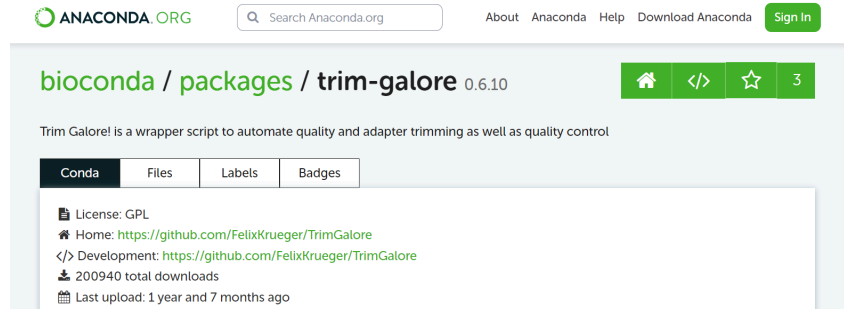 ANACONDA.ORG Search Anaconda.org About Anaconda Help Download Anaconda Sign In
bioconda / packages / trim-galore 0.6.10 3
Trim Galore! is a wrapper script to automate quality and adapter trimming as well as quality control
Conda Files Labels Badges
License: GPL
Home: https://github.com/FelixKrueger/TrimGalore
</> Development: https://github.com/FelixKrueger/TrimGalore
200940 total downloads
Last upload: 1 year and 7 months ago